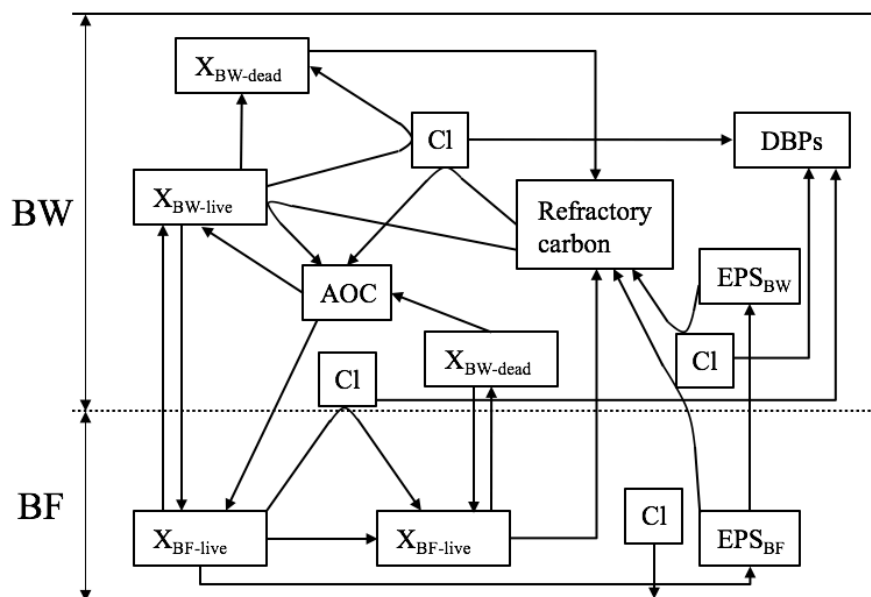 X_BW-dead
Cl
DBPs
BW
X_BW-live
Refractory
carbon
AOC
EPS_BW
X_BW-dead
Cl
Cl
BF
X_BF-live
X_BF-live
Cl
EPS_BF